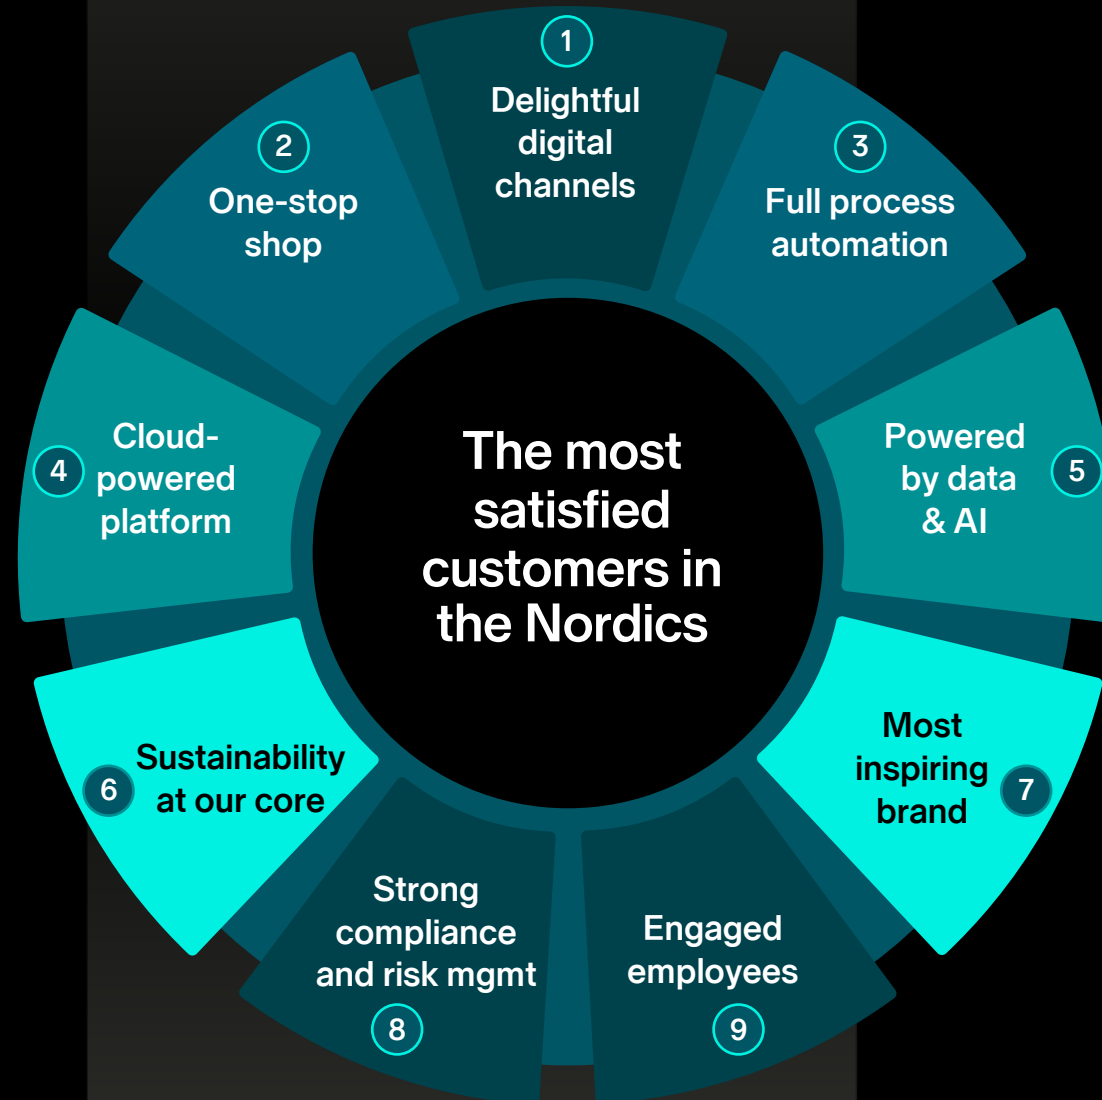 1
Delightful
digital
channels
2
One-stop
shop
3
Full process
automation
4
Cloud-
powered
platform
5
Powered
by data
& AI
The most
satisfied
customers in
the Nordics
6
Sustainability
at our core
7
Most
inspiring
brand
Strong
compliance
and risk mgmt
8
Engaged
employees
9